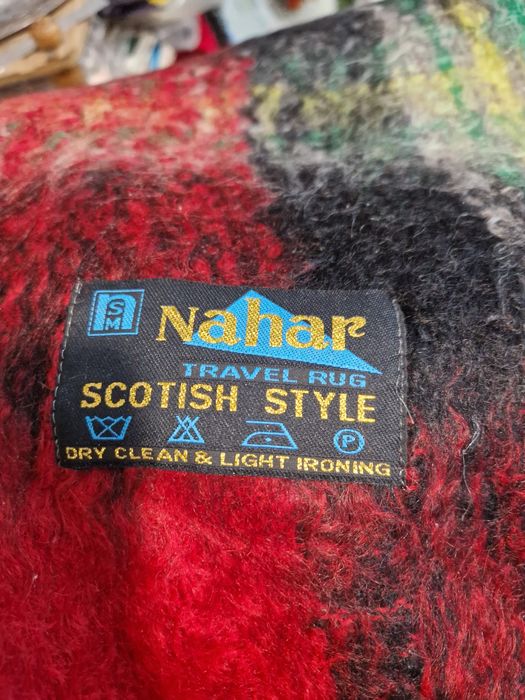 SM
Nahar
TRAVEL RUG
SCOTISH STYLE
P
DRY CLEAN & LIGHT IRONING